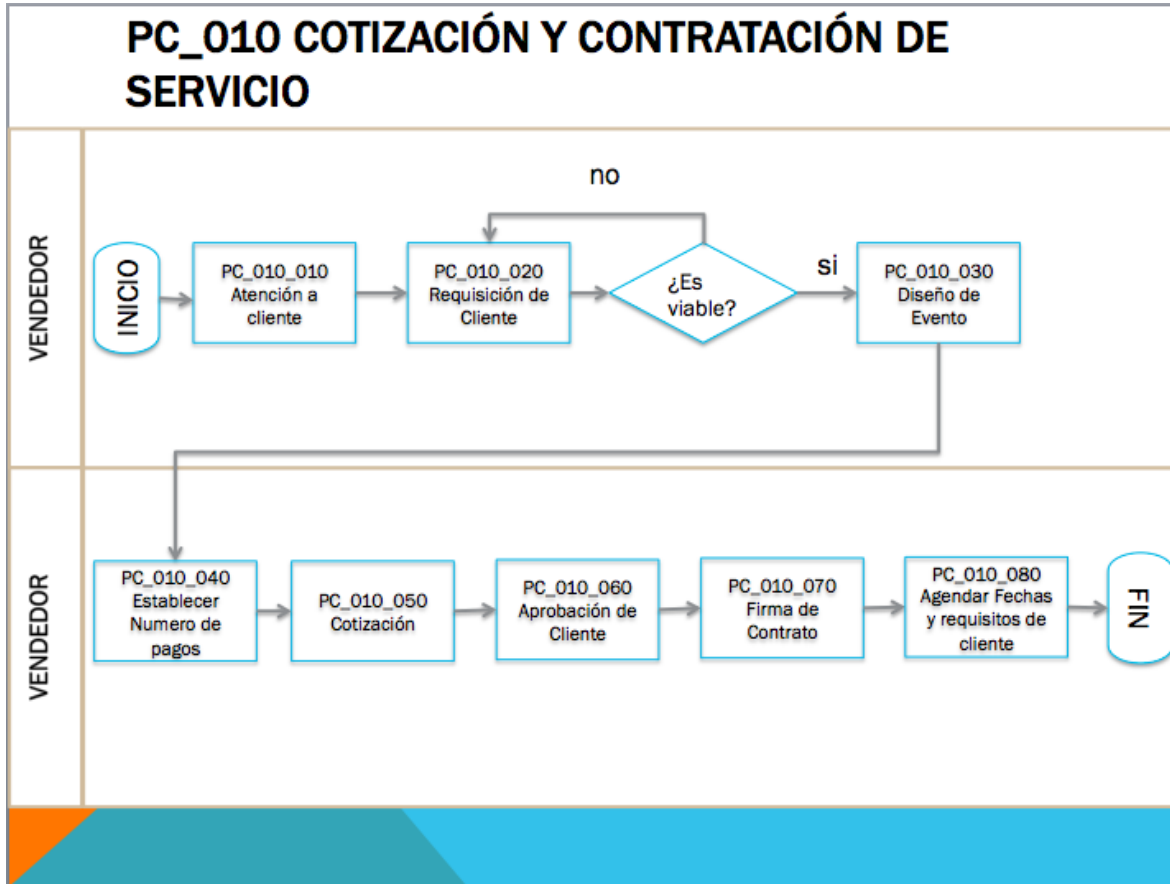 PC_010 COTIZACIÓN Y CONTRATACIÓN DE
SERVICIO
VENDEDOR
INICIO
PC_010_010
Atención a
cliente
PC_010_020
Requisición de
Cliente
no
¿Es
viable?
si
PC_010_030
Diseño de
Evento
VENDEDOR
PC_010_040
Establecer
Numero de
pagos
PC_010_050
Cotización
PC_010_060
Aprobación de
Cliente
PC_010_070
Firma de
Contrato
PC_010_080
Agendar Fechas
y requisitos de
cliente
FIN